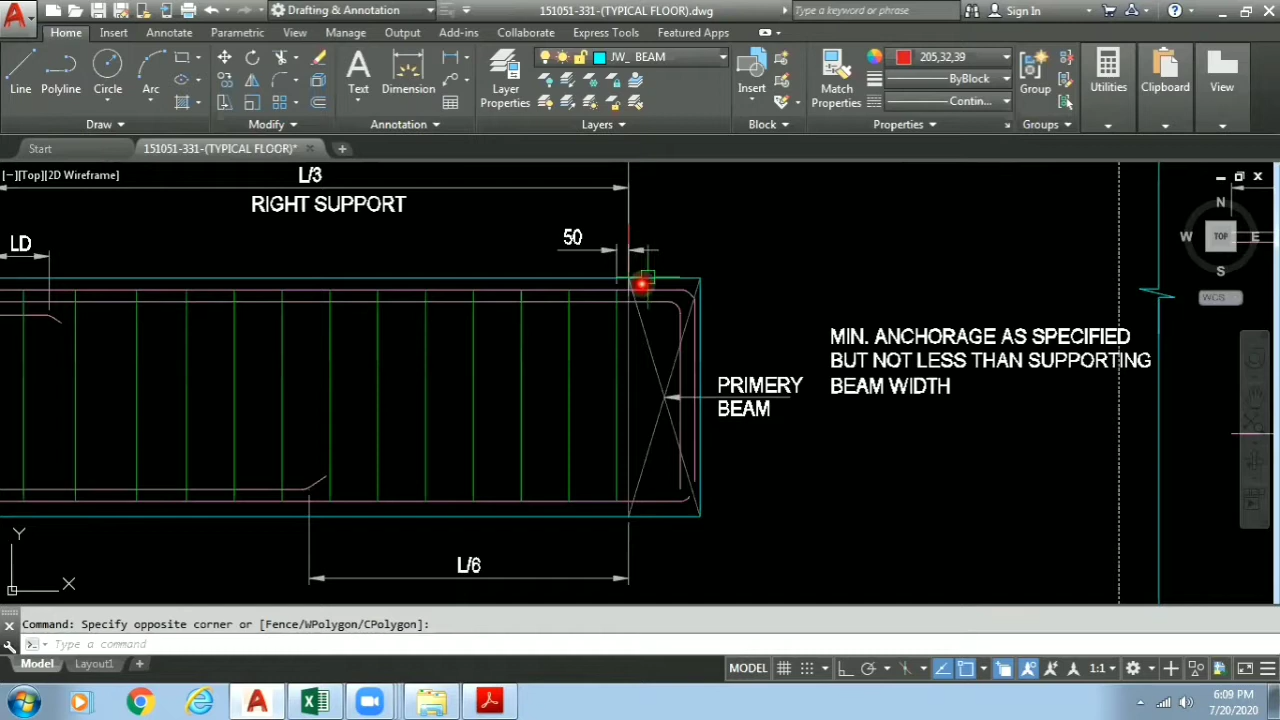 Drafting & Annotation
151051-331-(TYPICAL FLOOR).dwg
Type a keyword or phrase
Sign In
Home Insert Annotate Parametric View Manage Output Add-ins Collaborate Express Tools Featured Apps
JW_ BEAM
205,32,39
ByBlock
Contin...
Line Polyline Circle Arc Text Dimension
Layer
Properties
Insert
Match
Properties
Group Utilities Clipboard View
Draw Modify Annotation Layers Block Properties Groups
Start 151051-331-(TYPICAL FLOOR)*
[−][Top][2D Wireframe]
L/3
RIGHT SUPPORT
LD
50
N
W TOP E
S
WCS
MIN. ANCHORAGE AS SPECIFIED
BUT NOT LESS THAN SUPPORTING
BEAM WIDTH
PRIMERY
BEAM
L/6
Y
X
Command: Specify opposite corner or [Fence/WPolygon/CPolygon]:
Type a command
Model Layout1
MODEL 1:1
6:09 PM
7/20/2020